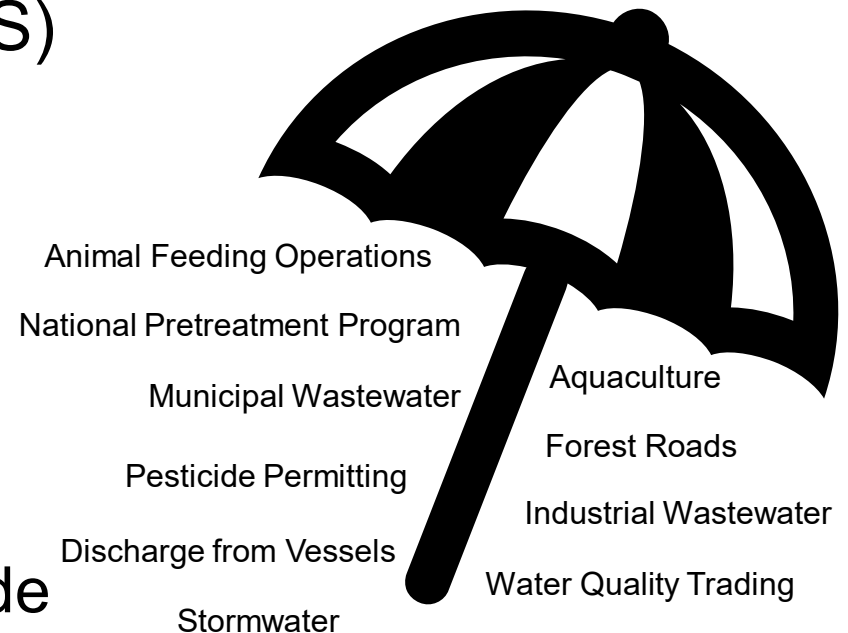 S)
Animal Feeding Operations
National Pretreatment Program
Municipal Wastewater
Pesticide Permitting
Discharge from Vessels
de
Stormwater
Aquaculture
Forest Roads
Industrial Wastewater
Water Quality Trading